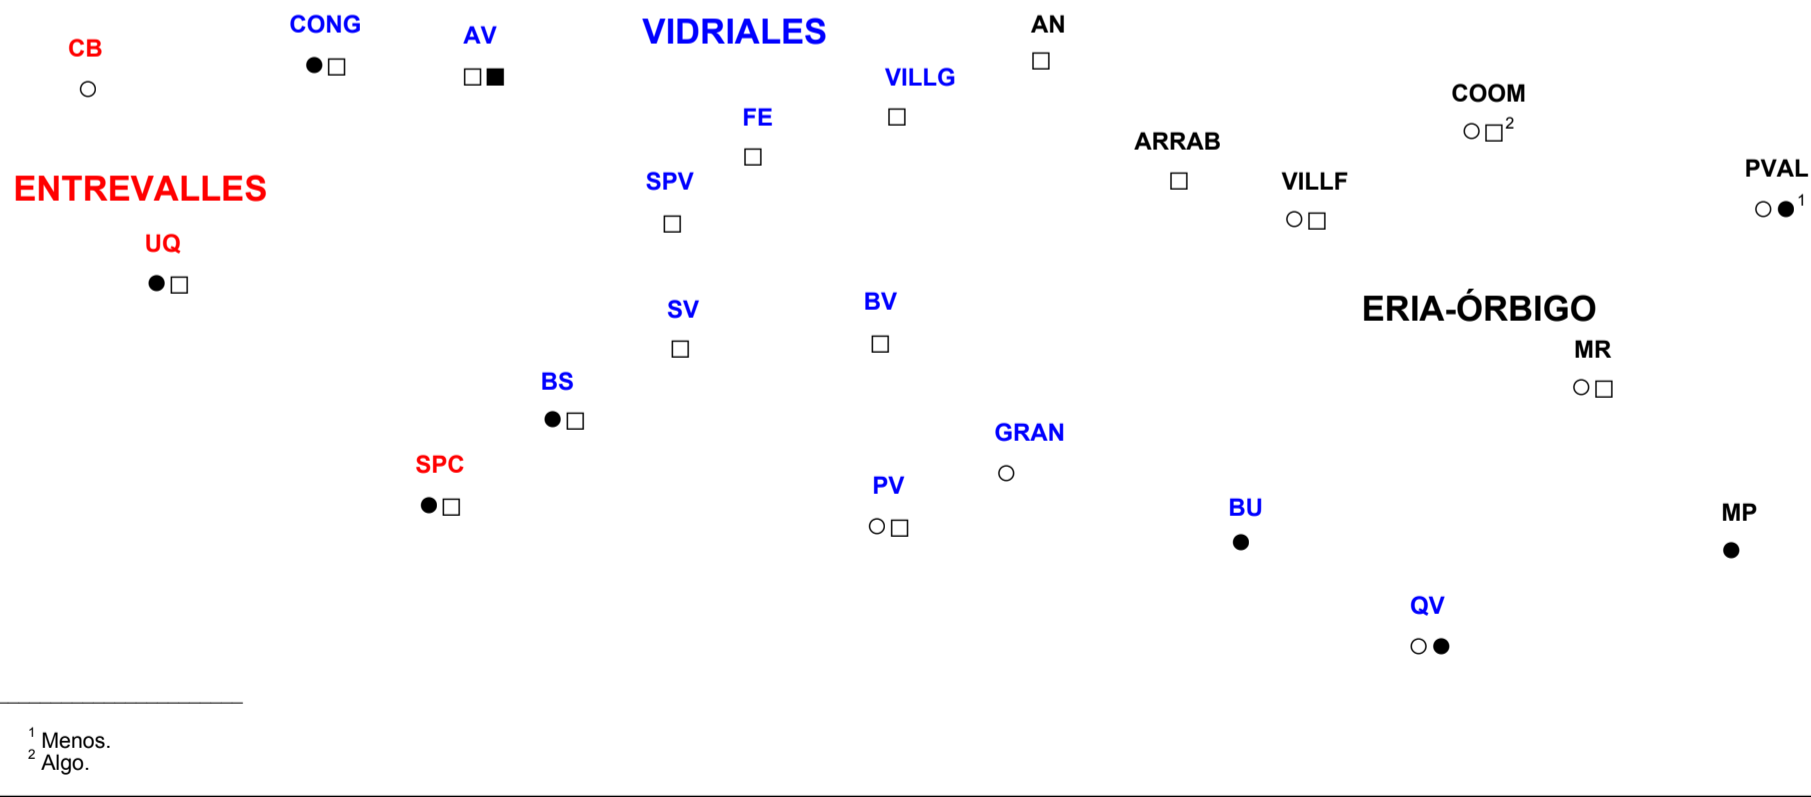 CONG
AV
VIDRIALES
AN
CB
○
● □
□ ■
□
VILLG
□
COOM
○ □ 2
FE
□
ARRAB
□
PVAL
○ ● 1
ENTREVALLES
SPV
□
VILLF
○ □
UQ
● □
SV
□
BV
□
ERIA-ÓRBIGO
MR
○ □
BS
● □
GRAN
○
SPC
● □
PV
○ □
BU
●
MP
●
QV
○ ●
1 Menos.
2 Algo.